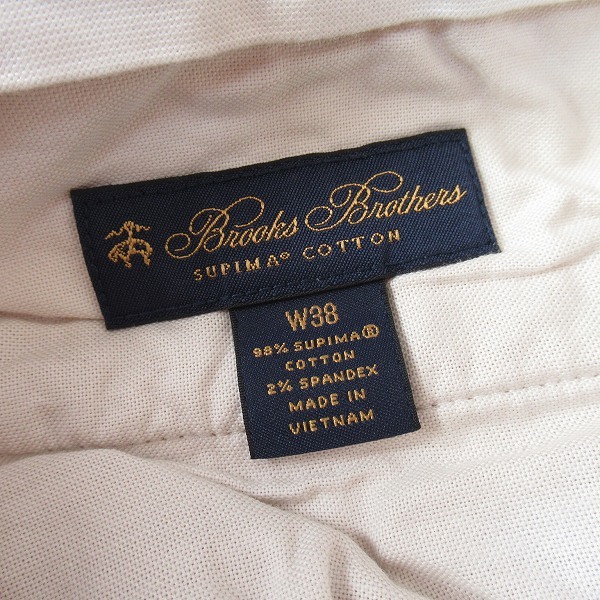 Brooks Brothers
SUPIMA® COTTON
W38
98% SUPIMA®
COTTON
2% SPANDEX
MADE IN
VIETNAM